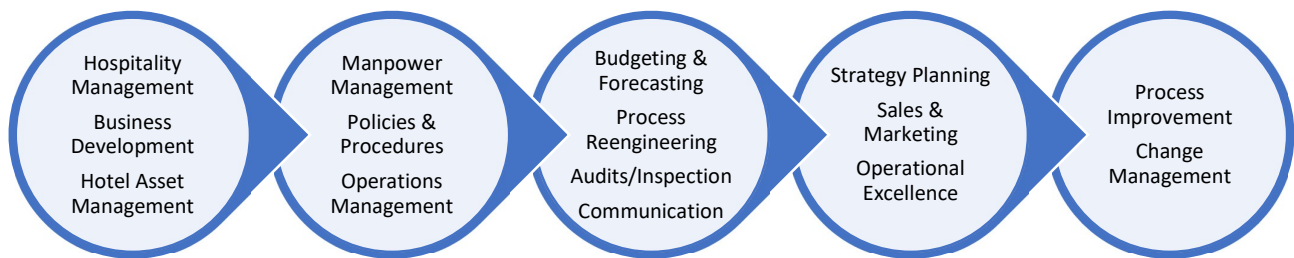 Hospitality
Management
Business
Development
Hotel Asset
Management
Manpower
Management
Policies &
Procedures
Operations
Management
Budgeting &
Forecasting
Process
Reengineering
Audits/Inspection
Communication
Strategy Planning
Sales &
Marketing
Operational
Excellence
Process
Improvement
Change
Management